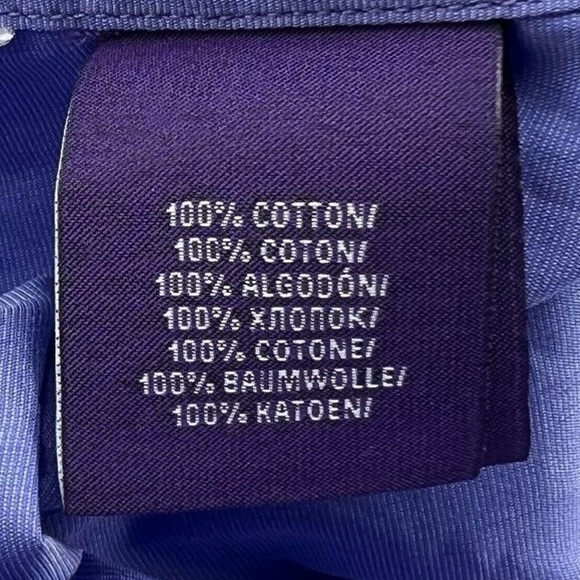 100% COTTON/
100% COTON/
100% ALGODÓN/
100% ХЛОПОК/
100% COTONE/
100% BAUMWOLLE/
100% KATOEN/